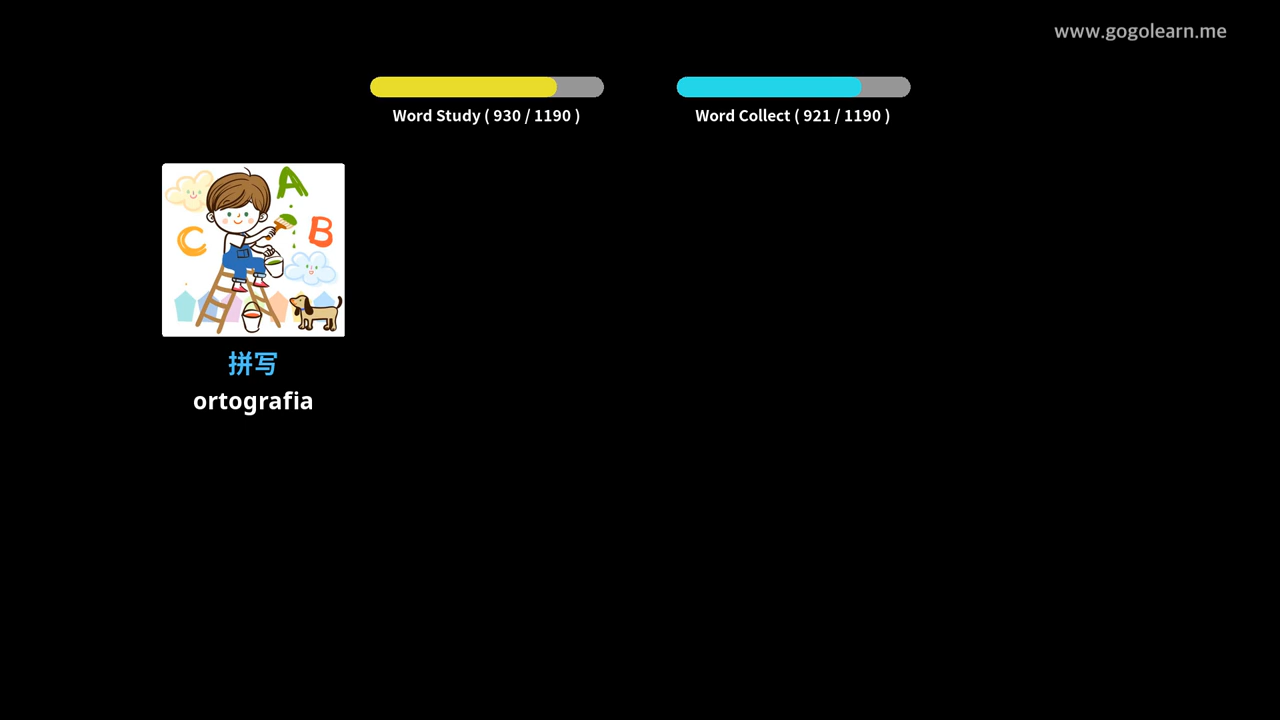 www.gogolearn.me
Word Study ( 930 / 1190 )
Word Collect ( 921 / 1190 )
A
B
C
拼写
ortografia